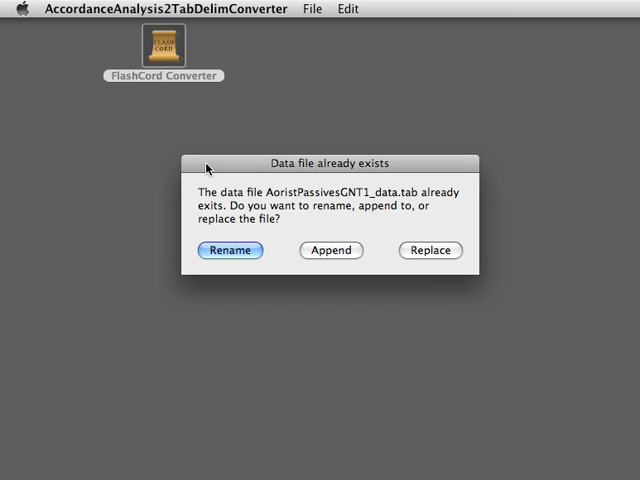 AccordanceAnalysis2TabDelimConverter File Edit
FLASH
CORD
FlashCord Converter
Data file already exists
The data file AoristPassivesGNT1_data.tab already
exits. Do you want to rename, append to, or
replace the file?
Rename Append Replace